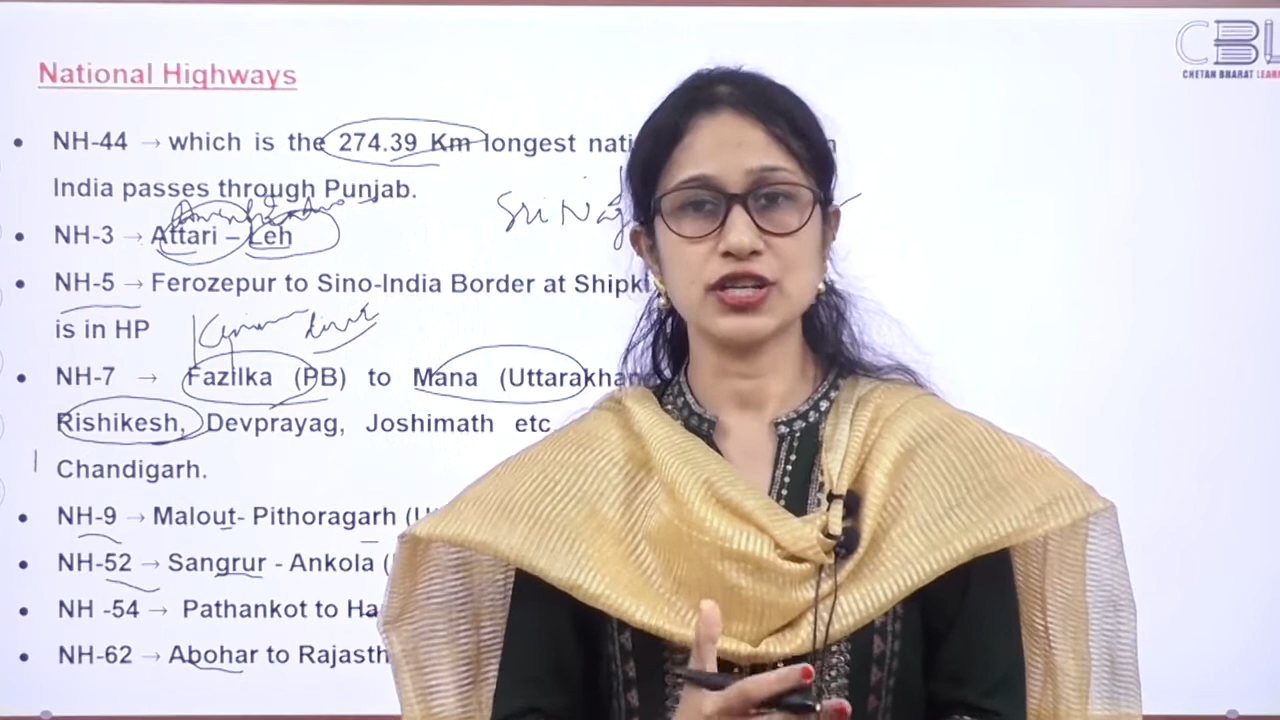 CBL
CHETAN BHARAT LEAR
National Highways
• NH-44 → which is the 274.39 Km longest nati
India passes through Punjab.
Sri Nag
• NH-3 → Attari – Leh
• NH-5 → Ferozepur to Sino-India Border at Shipki
is in HP
• NH-7 → Fazilka (PB) to Mana (Uttarakhan
Rishikesh, Devprayag, Joshimath etc
Chandigarh.
• NH-9 → Malout- Pithoragarh (U
• NH-52 → Sangrur - Ankola (
• NH -54 → Pathankot to Ha
• NH-62 → Abohar to Rajasth